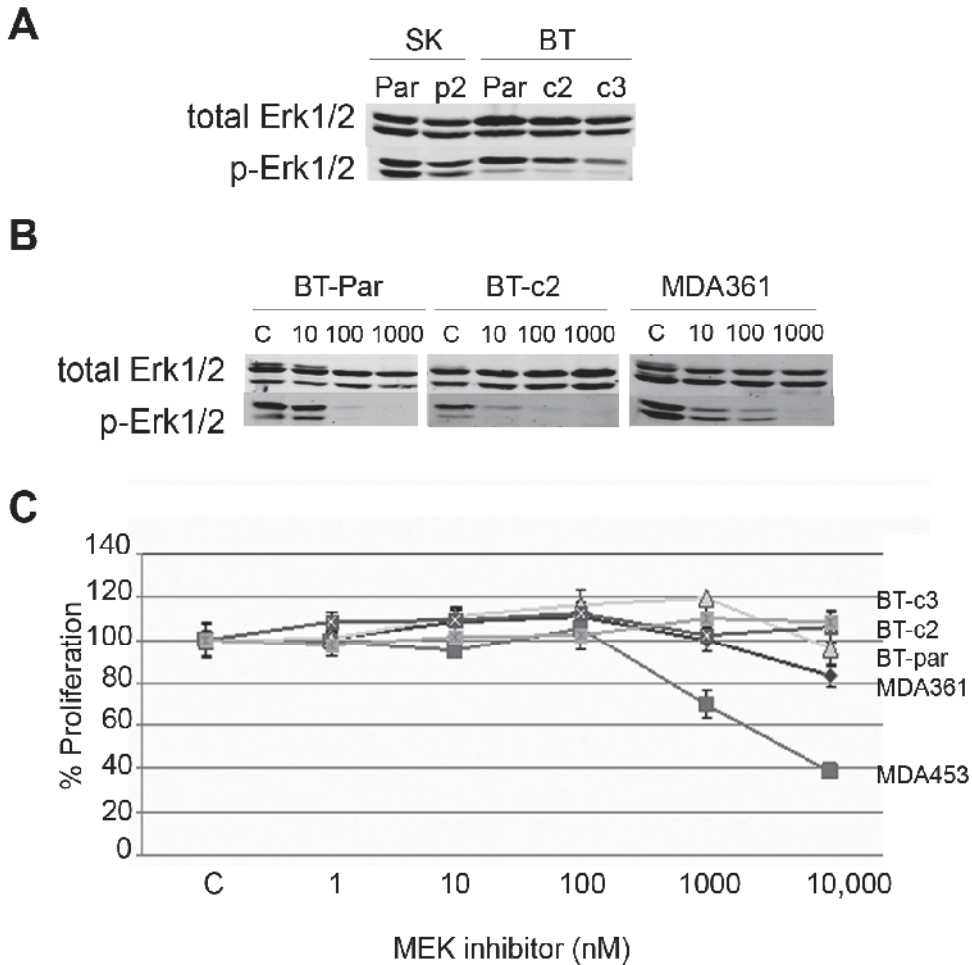 A
SK BT
Par p2 Par c2 c3
total Erk1/2
p-Erk1/2
B
BT-Par BT-c2 MDA361
C 10 100 1000 C 10 100 1000 C 10 100 1000
total Erk1/2
p-Erk1/2
C
% Proliferation
140
120
100
80
60
40
20
0
BT-c3
BT-c2
BT-par
MDA361
MDA453
C 1 10 100 1000 10,000
MEK inhibitor (nM)